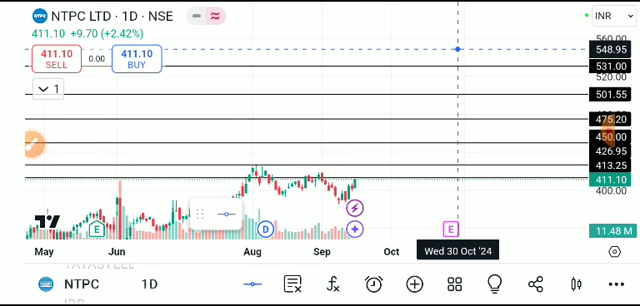 NTPC LTD · 1D · NSE
INR
411.10 +9.70 (+2.42%)
411.10
SELL
0.00
411.10
BUY
1
560.00
548.95
531.00
520.00
501.55
475.20
450.00
426.95
413.25
411.10
400.00
11.48 M
E
D
E
May
Jun
Aug
Sep
Oct
Wed 30 Oct '24
TATASTEEL
NTPC
1D